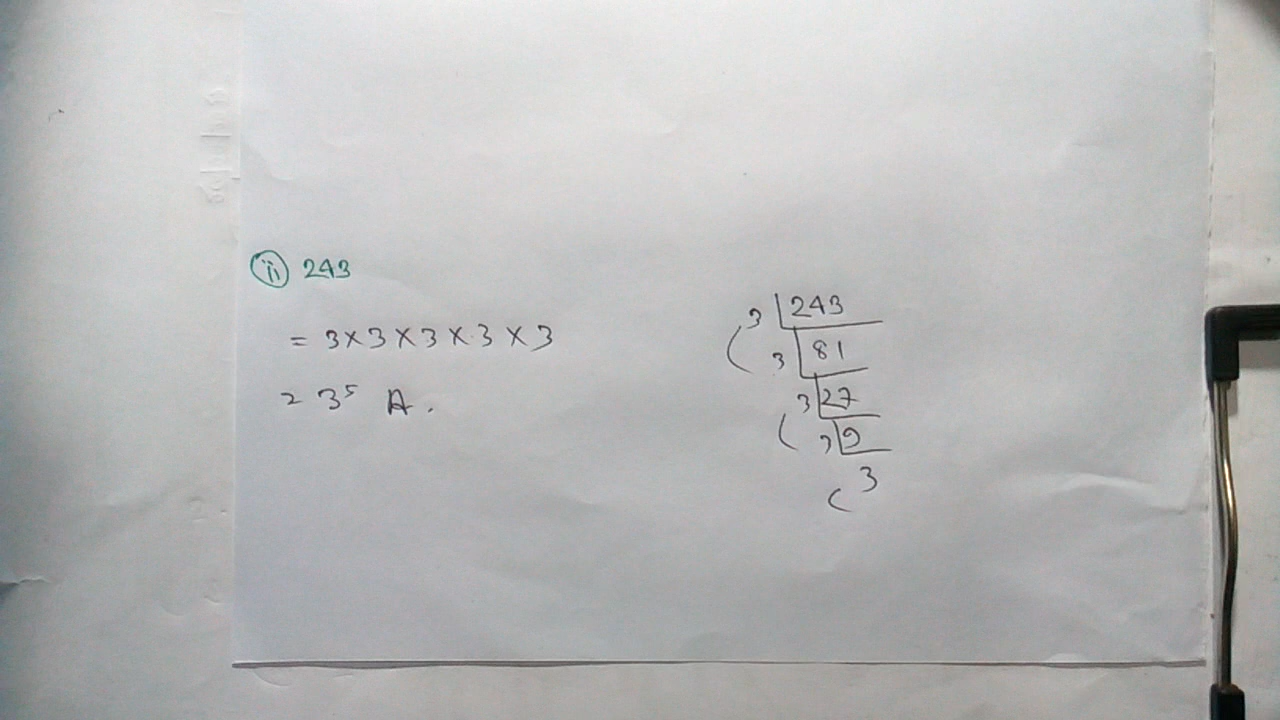 (ii) 243
= 3×3×3×3×3
= 3⁵ A.
3 | 243
3 | 81
3 | 27
3 | 9
3